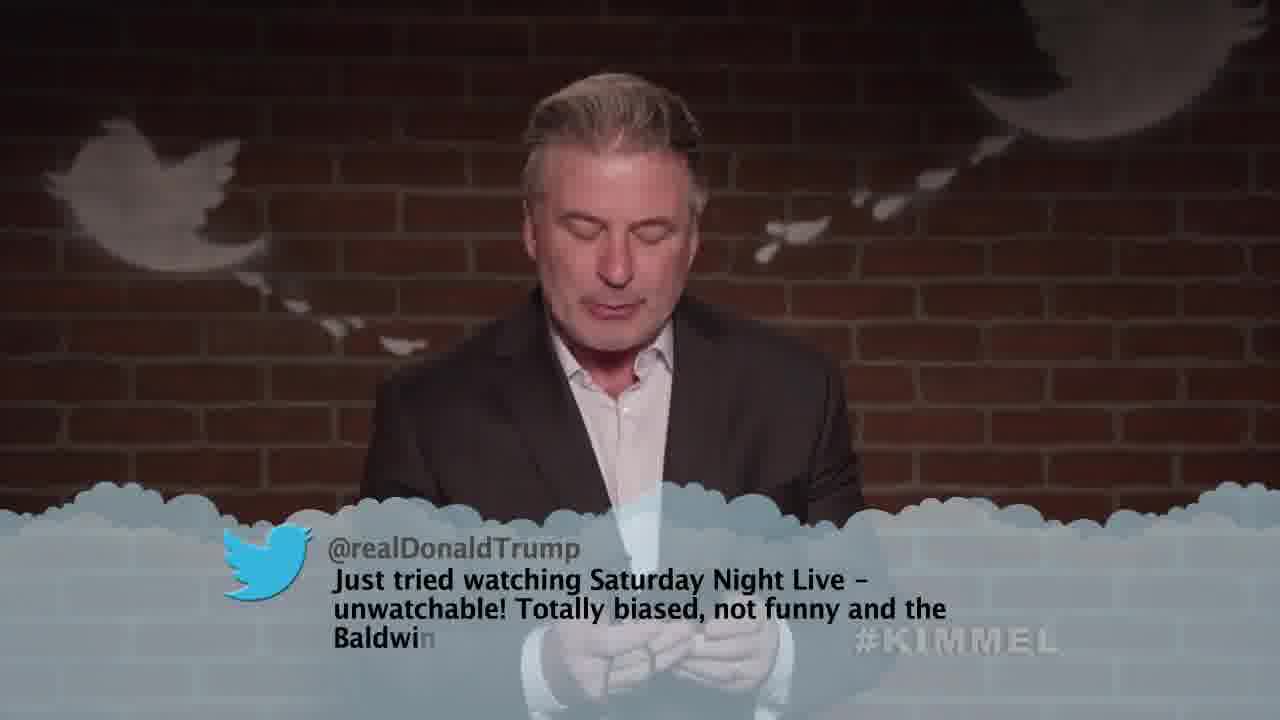 @realDonaldTrump
Just tried watching Saturday Night Live –
unwatchable! Totally biased, not funny and the
Baldwin
#KIMMEL